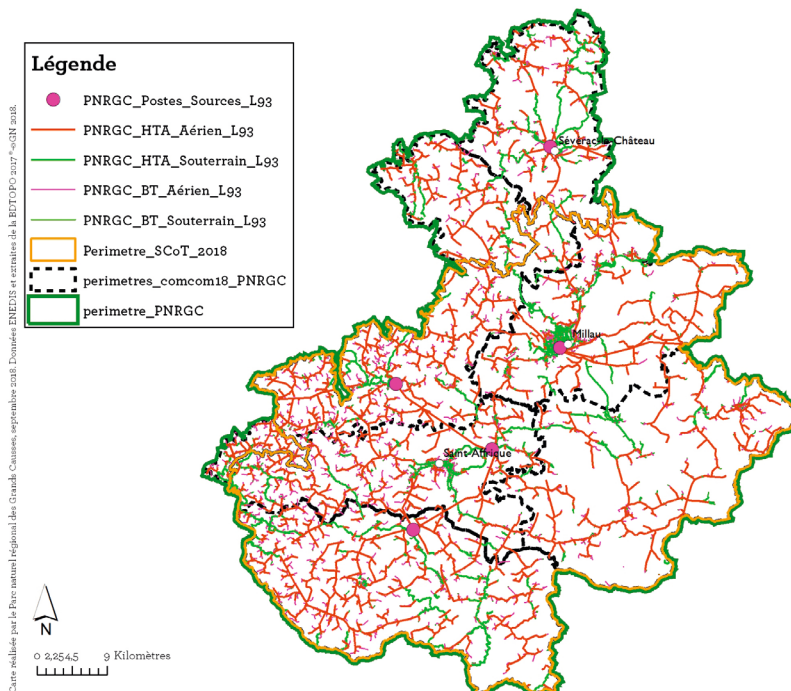 Légende
PNRGC_Postes_Sources_L93
PNRGC_HTA_Aérien_L93
PNRGC_HTA_Souterrain_L93
PNRGC_BT_Aérien_L93
PNRGC_BT_Souterrain_L93
Perimetre_SCoT_2018
perimetres_comcom18_PNRGC
perimetre_PNRGC
Sévérac-le-Château
Millau
Saint-Affrique
N
0 2,254,5 9 Kilomètres
Carte réalisée par le Parc naturel régional des Grands Causses, septembre 2018. Données ENEDIS et extraites de la BDTOPO 2017 ®-©IGN 2018.